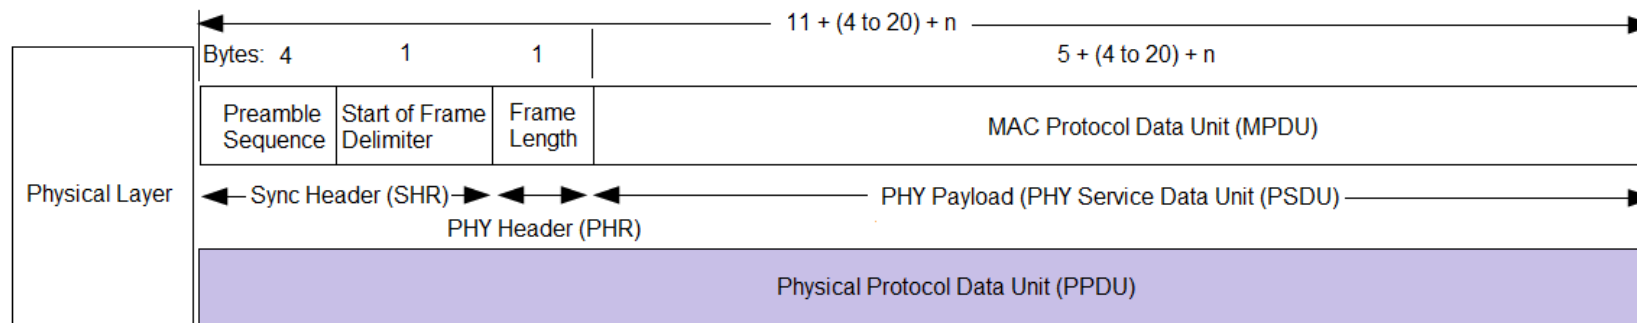 11 + (4 to 20) + n
Bytes: 4 1 1 5 + (4 to 20) + n
Preamble Sequence
Start of Frame Delimiter
Frame Length
MAC Protocol Data Unit (MPDU)
Physical Layer
Sync Header (SHR)
PHY Payload (PHY Service Data Unit (PSDU)
PHY Header (PHR)
Physical Protocol Data Unit (PPDU)